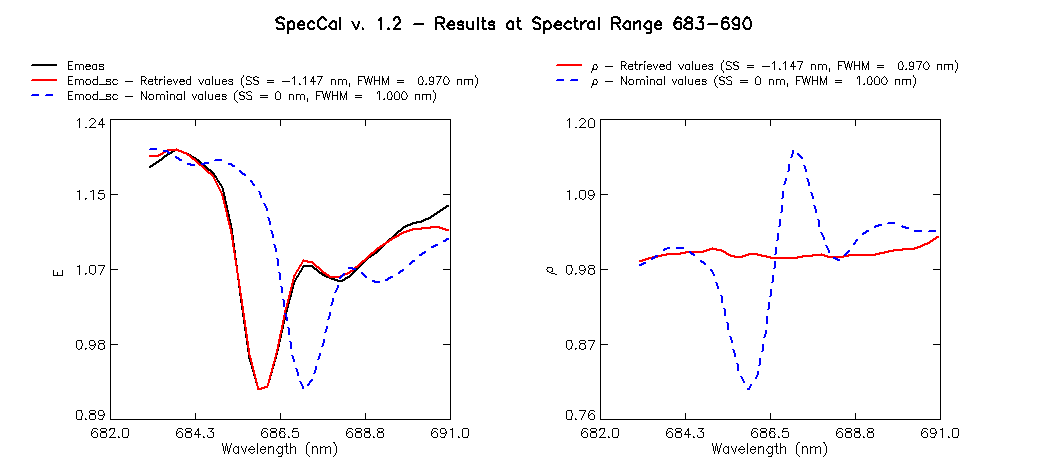 SpecCal v. 1.2 - Results at Spectral Range 683-690
Emeas
Emod_sc - Retrieved values (SS = -1.147 nm, FWHM = 0.970 nm)
Emod_sc - Nominal values (SS = 0 nm, FWHM = 1.000 nm)
1.24
1.15
1.07
0.98
0.89
E
682.0 684.3 686.5 688.8 691.0
Wavelength (nm)
ρ - Retrieved values (SS = -1.147 nm, FWHM = 0.970 nm)
ρ - Nominal values (SS = 0 nm, FWHM = 1.000 nm)
1.20
1.09
0.98
0.87
0.76
ρ
682.0 684.3 686.5 688.8 691.0
Wavelength (nm)